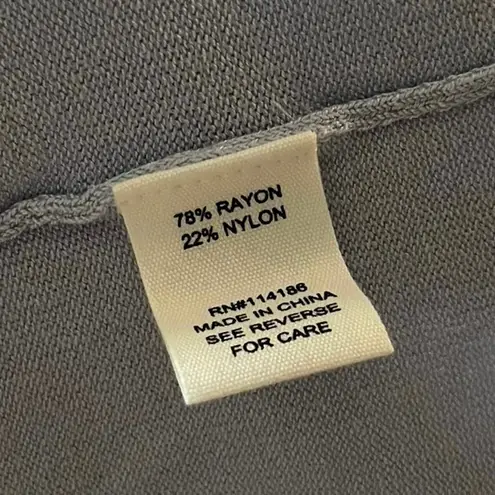 78% RAYON
22% NYLON
RN#114186
MADE IN CHINA
SEE REVERSE
FOR CARE